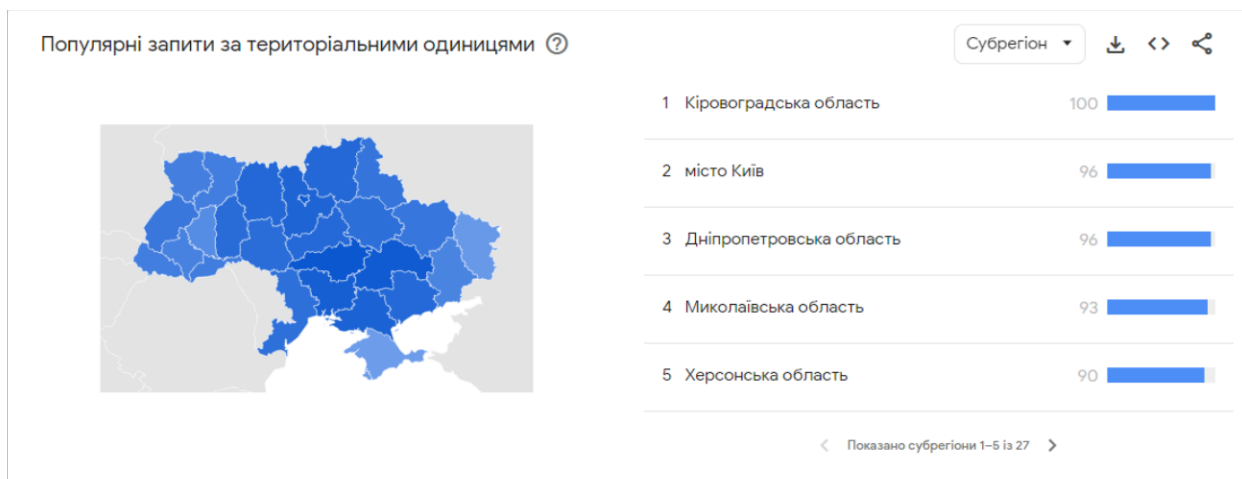 Популярні запити за територіальними одиницями
Субрегіон
1 Кіровоградська область 100
2 місто Київ 96
3 Дніпропетровська область 96
4 Миколаївська область 93
5 Херсонська область 90
Показано субрегіони 1–5 із 27